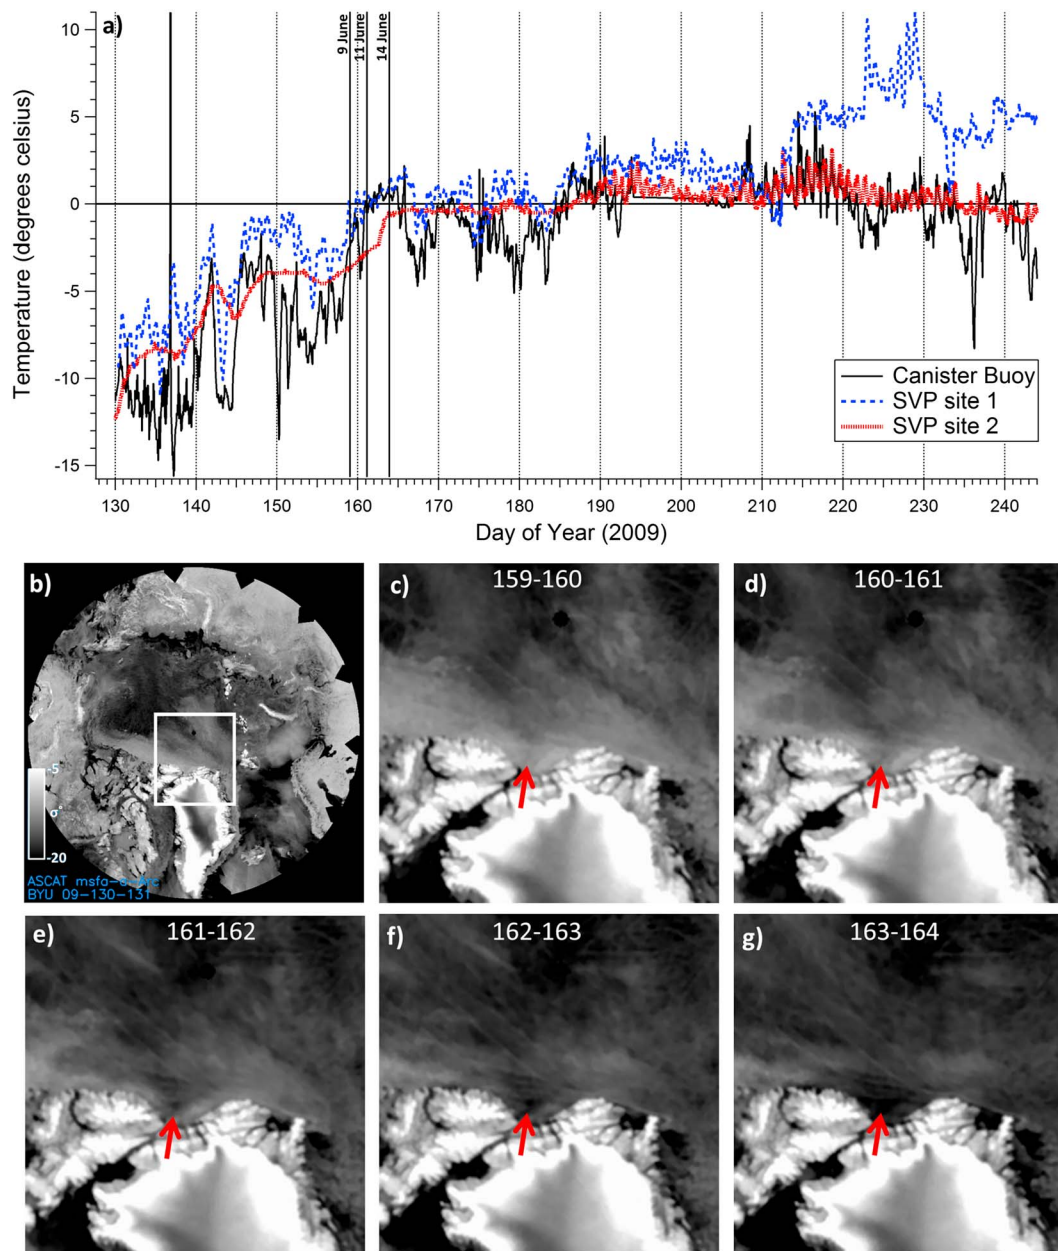 a)
10
5
0
-5
-10
-15
Temperature (degrees celsius)
9 June
11 June
14 June
Canister Buoy
SVP site 1
SVP site 2
130 140 150 160 170 180 190 200 210 220 230 240
Day of Year (2009)
b)
-5
σ°
-20
ASCAT msfa-a-Arc
BYU 09-130-131
c) 159-160
d) 160-161
e) 161-162
f) 162-163
g) 163-164